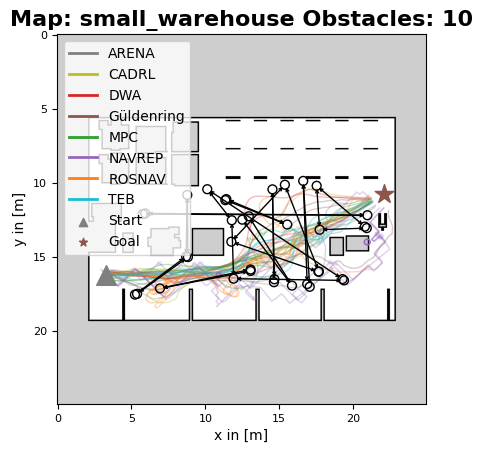 Map: small_warehouse Obstacles: 10
0
5
10
15
20
y in [m]
ARENA
CADRL
DWA
Güldenring
MPC
NAVREP
ROSNAV
TEB
Start
Goal
0 5 10 15 20
x in [m]